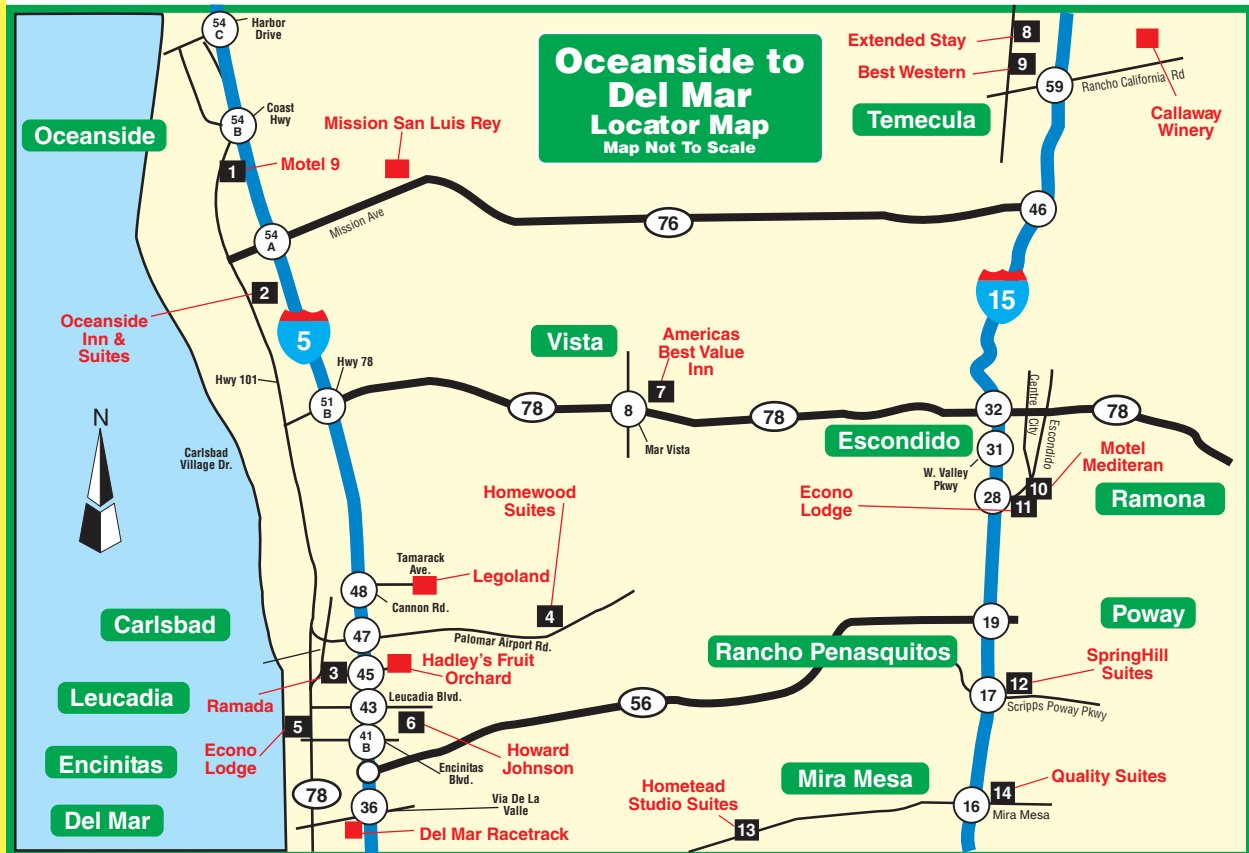 Oceanside to
Del Mar
Locator Map
Map Not To Scale
54
C
Harbor
Drive
54
B
Coast
Hwy
Oceanside
Mission San Luis Rey
1
Motel 9
54
A
Mission Ave
76
46
Extended Stay
8
Best Western
9
59
Rancho California Rd
Temecula
Callaway
Winery
2
Oceanside
Inn &
Suites
5
15
Vista
Americas
Best Value
Inn
7
Hwy 101
Hwy 78
51
B
78
8
78
32
78
Mar Vista
Centre
City
Escondido
Escondido
31
W. Valley
Pkwy
28
Motel
Mediteran
10
11
Econo
Lodge
Ramona
N
Carlsbad
Village Dr.
Homewood
Suites
Tamarack
Ave.
Legoland
48
Cannon Rd.
4
Carlsbad
47
Palomar Airport Rd.
19
Poway
Rancho Penasquitos
3
45
Hadley's Fruit
Orchard
Leucadia
Ramada
43
Leucadia Blvd.
56
SpringHill
Suites
12
17
Scripps Poway Pkwy
5
Econo
Lodge
41
B
6
Howard
Johnson
Encinitas
Encinitas
Blvd.
Mira Mesa
Quality Suites
14
Hometead
Studio Suites
13
16
Mira Mesa
78
36
Via De La
Valle
Del Mar
Del Mar Racetrack